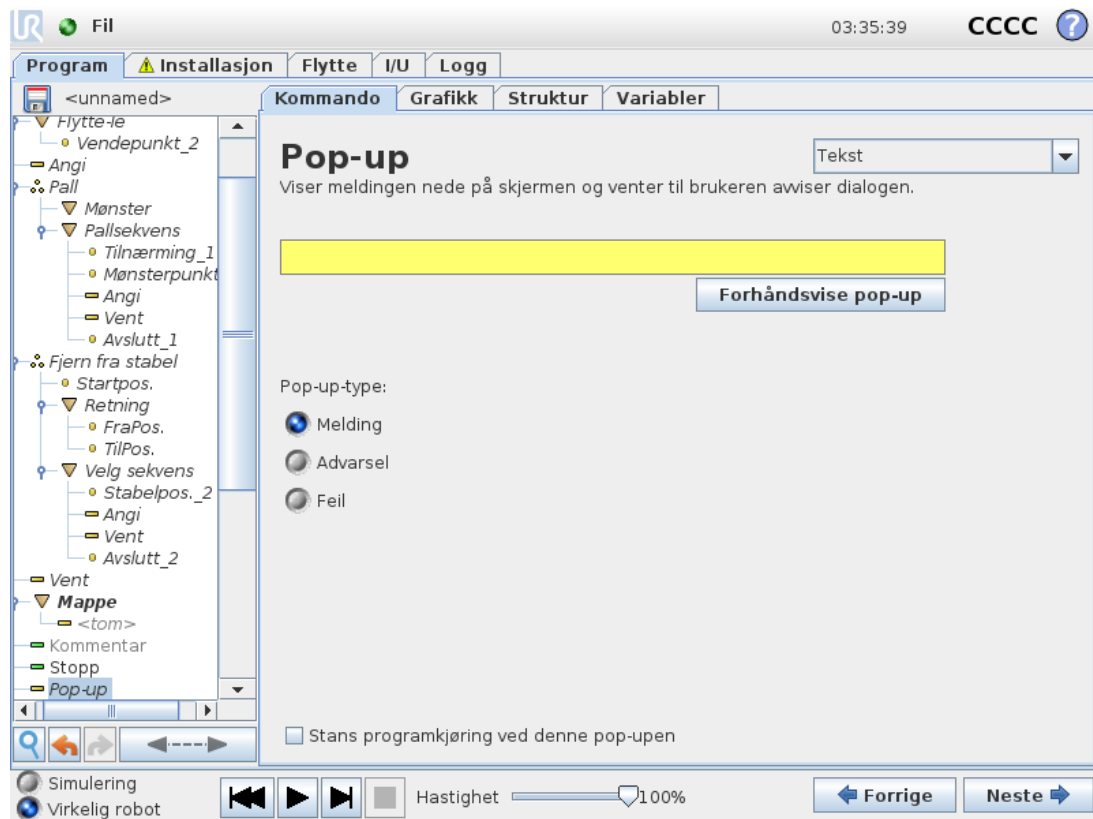 UR Fil 03:35:39 CCCC ?
Program Installasjon Flytte I/U Logg
<unnamed>
Kommando Grafikk Struktur Variabler
Flytte-le
Vendepunkt_2
Angi
Pall
Mønster
Pallsekvens
Tilnærming_1
Mønsterpunkt
Angi
Vent
Avslutt_1
Fjern fra stabel
Startpos.
Retning
FraPos.
TilPos.
Velg sekvens
Stabelpos._2
Angi
Vent
Avslutt_2
Vent
Mappe
<tom>
Kommentar
Stopp
Pop-up
Pop-up
Tekst
Viser meldingen nede på skjermen og venter til brukeren avviser dialogen.
Forhåndsvise pop-up
Pop-up-type:
Melding
Advarsel
Feil
Stans programkjøring ved denne pop-upen
Simulering
Virkelig robot
Hastighet 100%
Forrige Neste